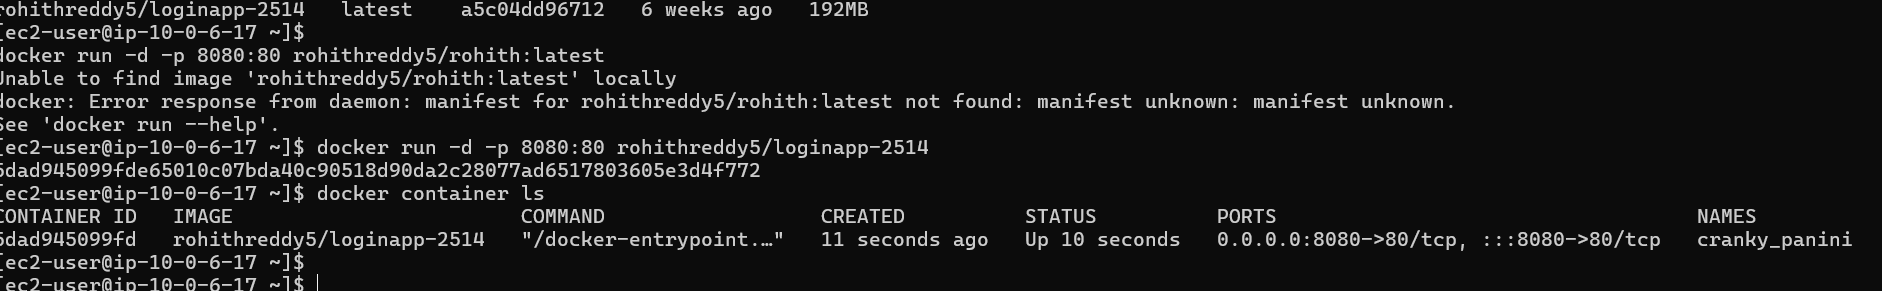 rohithreddy5/loginapp-2514   latest    a5c04dd96712   6 weeks ago   192MB
[ec2-user@ip-10-0-6-17 ~]$
docker run -d -p 8080:80 rohithreddy5/rohith:latest
Unable to find image 'rohithreddy5/rohith:latest' locally
docker: Error response from daemon: manifest for rohithreddy5/rohith:latest not found: manifest unknown: manifest unknown.
See 'docker run --help'.
[ec2-user@ip-10-0-6-17 ~]$ docker run -d -p 8080:80 rohithreddy5/loginapp-2514
5dad945099fde65010c07bda40c90518d90da2c28077ad6517803605e3d4f772
[ec2-user@ip-10-0-6-17 ~]$ docker container ls
CONTAINER ID   IMAGE                        COMMAND                  CREATED          STATUS          PORTS                                   NAMES
5dad945099fd   rohithreddy5/loginapp-2514   "/docker-entrypoint.…"   11 seconds ago   Up 10 seconds   0.0.0.0:8080->80/tcp, :::8080->80/tcp   cranky_panini
[ec2-user@ip-10-0-6-17 ~]$
[ec2-user@ip-10-0-6-17 ~]$